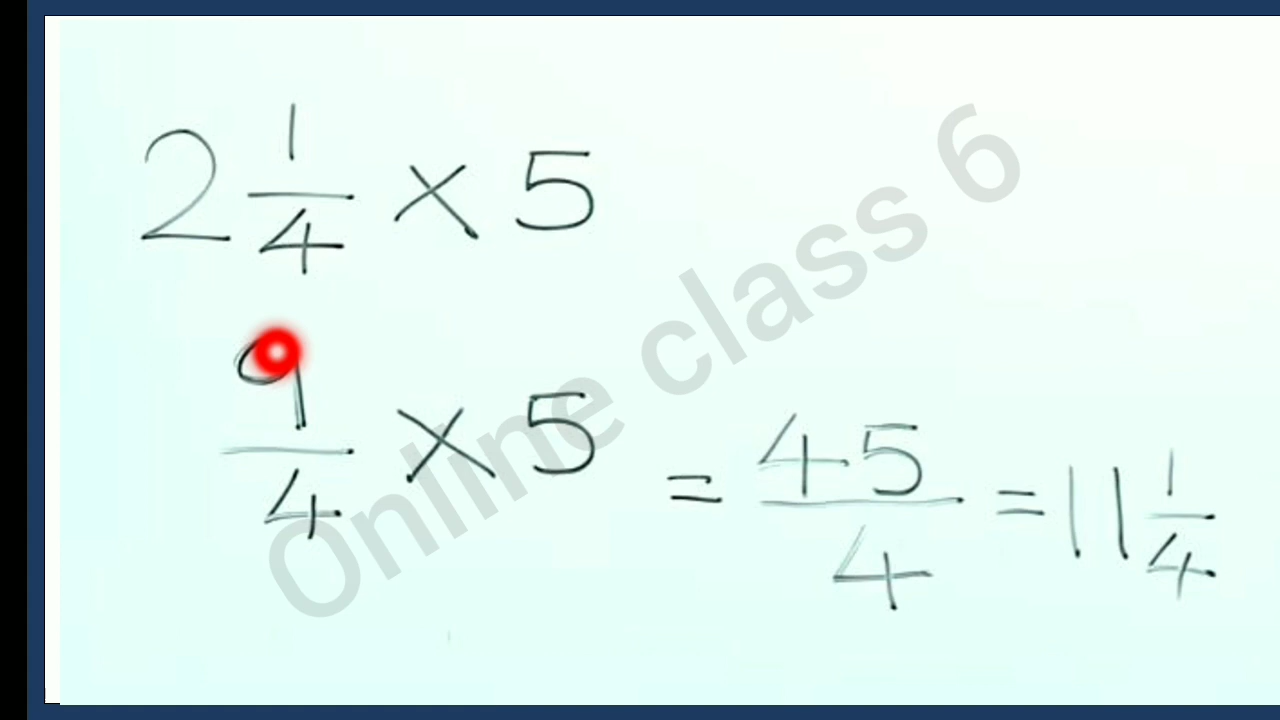 2 1/4 × 5
9/4 × 5 = 45/4 = 11 1/4
Online class 6